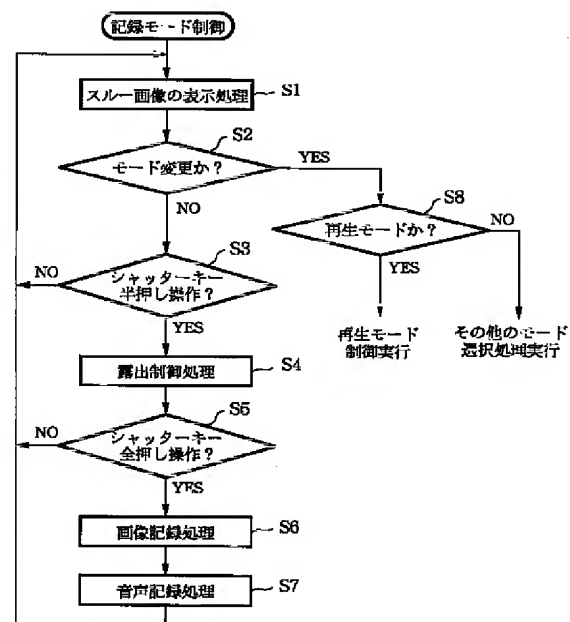 記録モード制御
スルー画像の表示処理
S1
S2
モード変更か?
YES
NO
S8
再生モードか?
NO
YES
再生モード
制御実行
その他のモード
選択処理実行
S3
シャッターキー
半押し操作?
NO
YES
露出制御処理
S4
S5
シャッターキー
全押し操作?
NO
YES
画像記録処理
S6
音声記録処理
S7